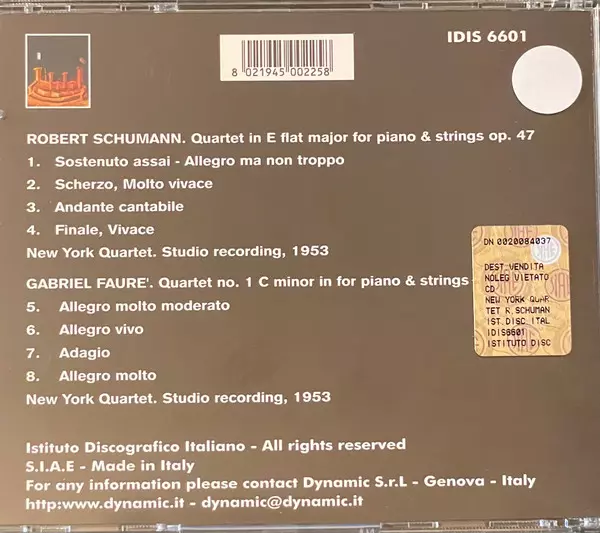 IDIS 6601
8 021945 002258
ROBERT SCHUMANN. Quartet in E flat major for piano & strings op. 47
1. Sostenuto assai - Allegro ma non troppo
2. Scherzo, Molto vivace
3. Andante cantabile
4. Finale, Vivace
New York Quartet. Studio recording, 1953
GABRIEL FAURE'. Quartet no. 1 C minor in for piano & strings
5. Allegro molto moderato
6. Allegro vivo
7. Adagio
8. Allegro molto
New York Quartet. Studio recording, 1953
DN 0020084037
DEST.VENDITA
NOLEG VIETATO
CD
NEW YORK QUAR
TET R.SCHUMAN
IST.DISC ITAL
IDIS6601
ISTITUTO DISC
Istituto Discografico Italiano - All rights reserved
S.I.A.E - Made in Italy
For any information please contact Dynamic S.r.L - Genova - Italy
http:www.dynamic.it - dynamic@dynamic.it